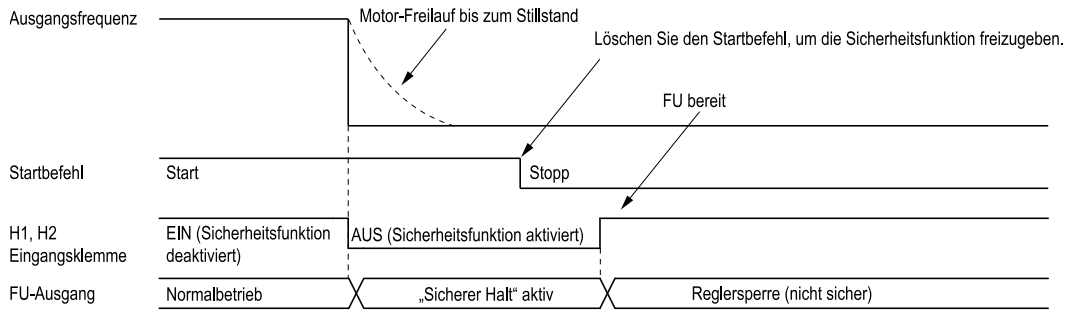 Ausgangsfrequenz
Motor-Freilauf bis zum Stillstand
Löschen Sie den Startbefehl, um die Sicherheitsfunktion freizugeben.
FU bereit
Startbefehl
Start
Stopp
H1, H2
Eingangsklemme
EIN (Sicherheitsfunktion
deaktiviert)
AUS (Sicherheitsfunktion aktiviert)
FU-Ausgang
Normalbetrieb
„Sicherer Halt“ aktiv
Reglersperre (nicht sicher)